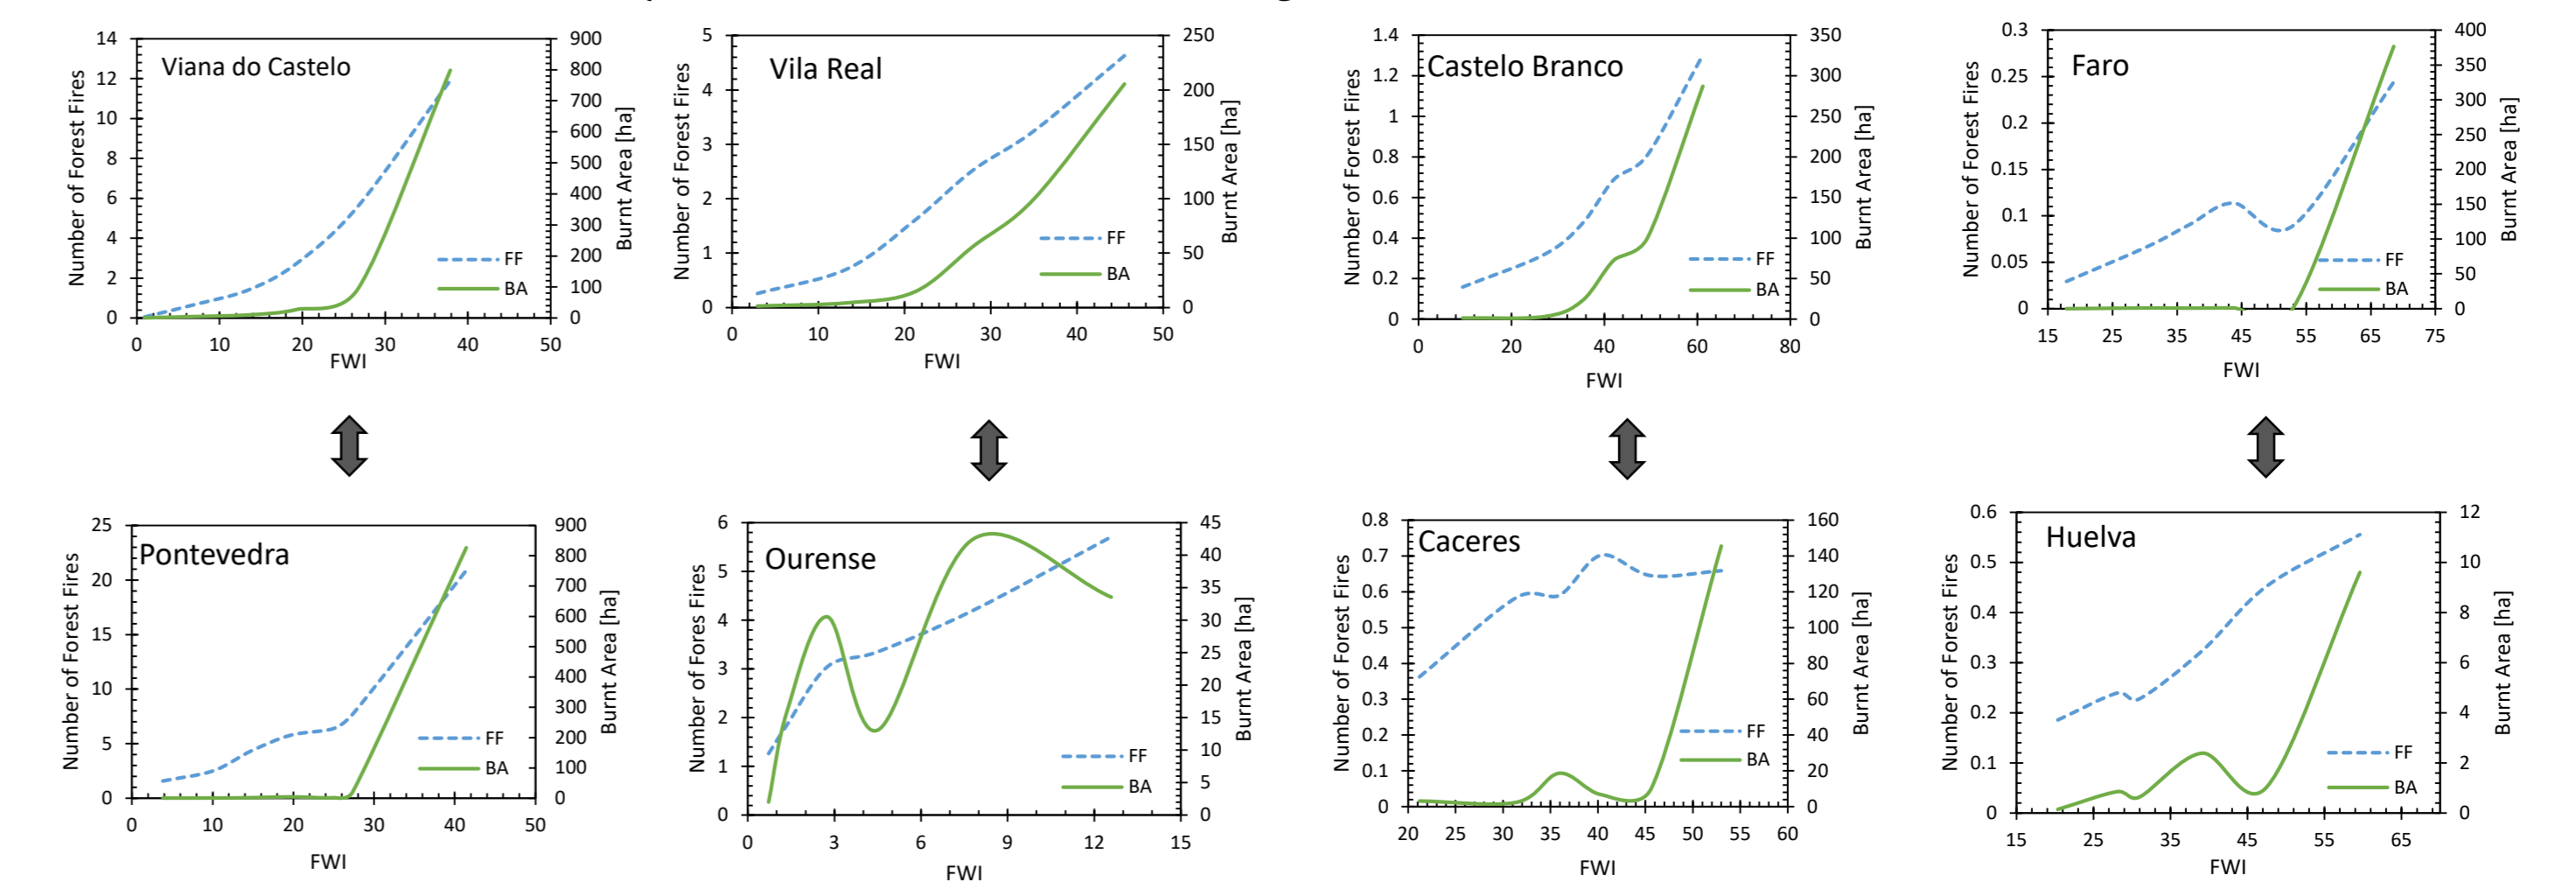 Viana do Castelo
Number of Forest Fires
14
12
10
8
6
4
2
0
900
800
700
600
500
400
300
200
100
0
Burnt Area [ha]
FF
BA
0 10 20 30 40 50
FWI
Vila Real
Number of Forest Fires
5
4
3
2
1
0
250
200
150
100
50
0
Burnt Area [ha]
FF
BA
0 10 20 30 40 50
FWI
Castelo Branco
Number of Forest Fires
1.4
1.2
1
0.8
0.6
0.4
0.2
0
350
300
250
200
150
100
50
0
Burnt Area [ha]
FF
BA
0 20 40 60 80
FWI
Faro
Number of Forest Fires
0.3
0.25
0.2
0.15
0.1
0.05
0
400
350
300
250
200
150
100
50
0
Burnt Area [ha]
FF
BA
15 25 35 45 55 65 75
FWI
Pontevedra
Number of Forest Fires
25
20
15
10
5
0
900
800
700
600
500
400
300
200
100
0
Burnt Area [ha]
FF
BA
0 10 20 30 40 50
FWI
Ourense
Number of Fores Fires
6
5
4
3
2
1
0
45
40
35
30
25
20
15
10
5
0
Burnt Area [ha]
FF
BA
0 3 6 9 12 15
FWI
Caceres
Number of Forest Fires
0.8
0.7
0.6
0.5
0.4
0.3
0.2
0.1
0
160
140
120
100
80
60
40
20
0
Burnt Area [ha]
FF
BA
20 25 30 35 40 45 50 55 60
FWI
Huelva
Number of Forest Fires
0.6
0.5
0.4
0.3
0.2
0.1
0
12
10
8
6
4
2
0
Burnt Area [ha]
FF
BA
15 25 35 45 55 65
FWI